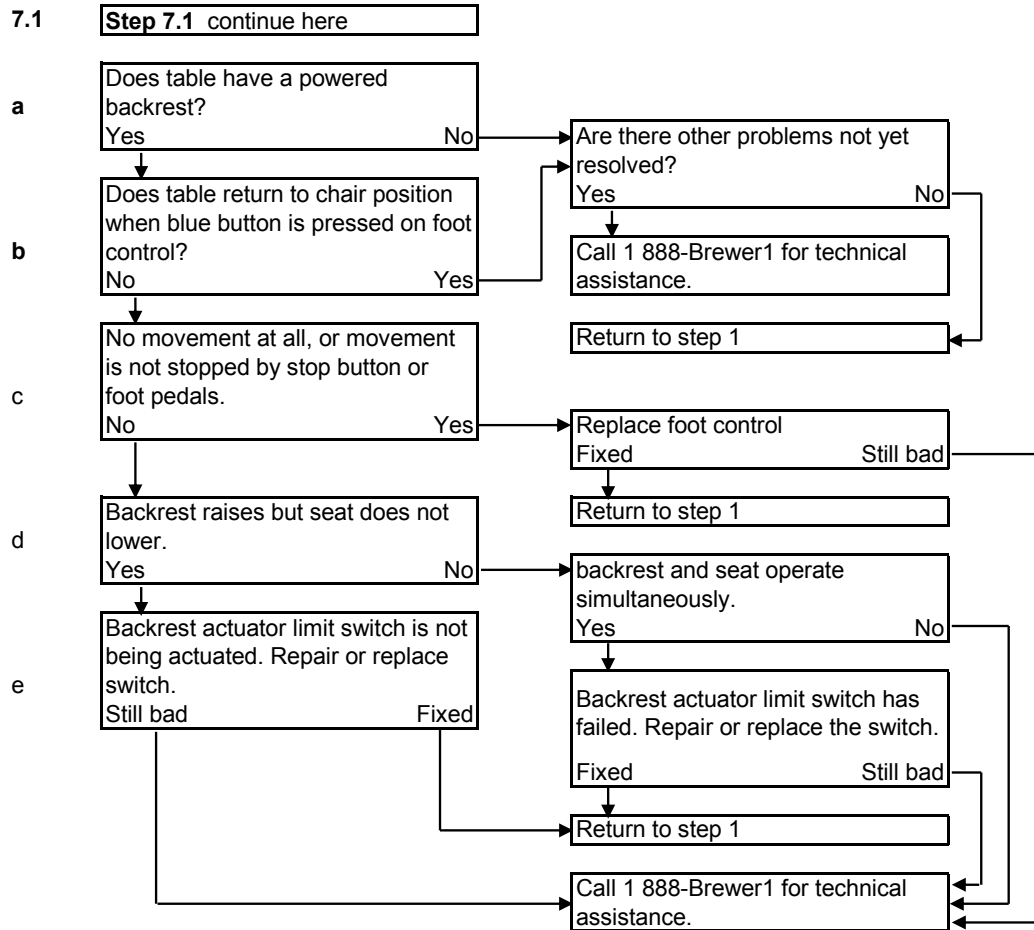 7.1 Step 7.1 continue here
a
Does table have a powered
backrest?
Yes No
Are there other problems not yet
resolved?
Yes No
b
Does table return to chair position
when blue button is pressed on foot
control?
No Yes
Call 1 888-Brewer1 for technical
assistance.
Return to step 1
c
No movement at all, or movement
is not stopped by stop button or
foot pedals.
No Yes
Replace foot control
Fixed Still bad
Return to step 1
d
Backrest raises but seat does not
lower.
Yes No
backrest and seat operate
simultaneously.
Yes No
e
Backrest actuator limit switch is not
being actuated. Repair or replace
switch.
Still bad Fixed
Backrest actuator limit switch has
failed. Repair or replace the switch.
Fixed Still bad
Return to step 1
Call 1 888-Brewer1 for technical
assistance.